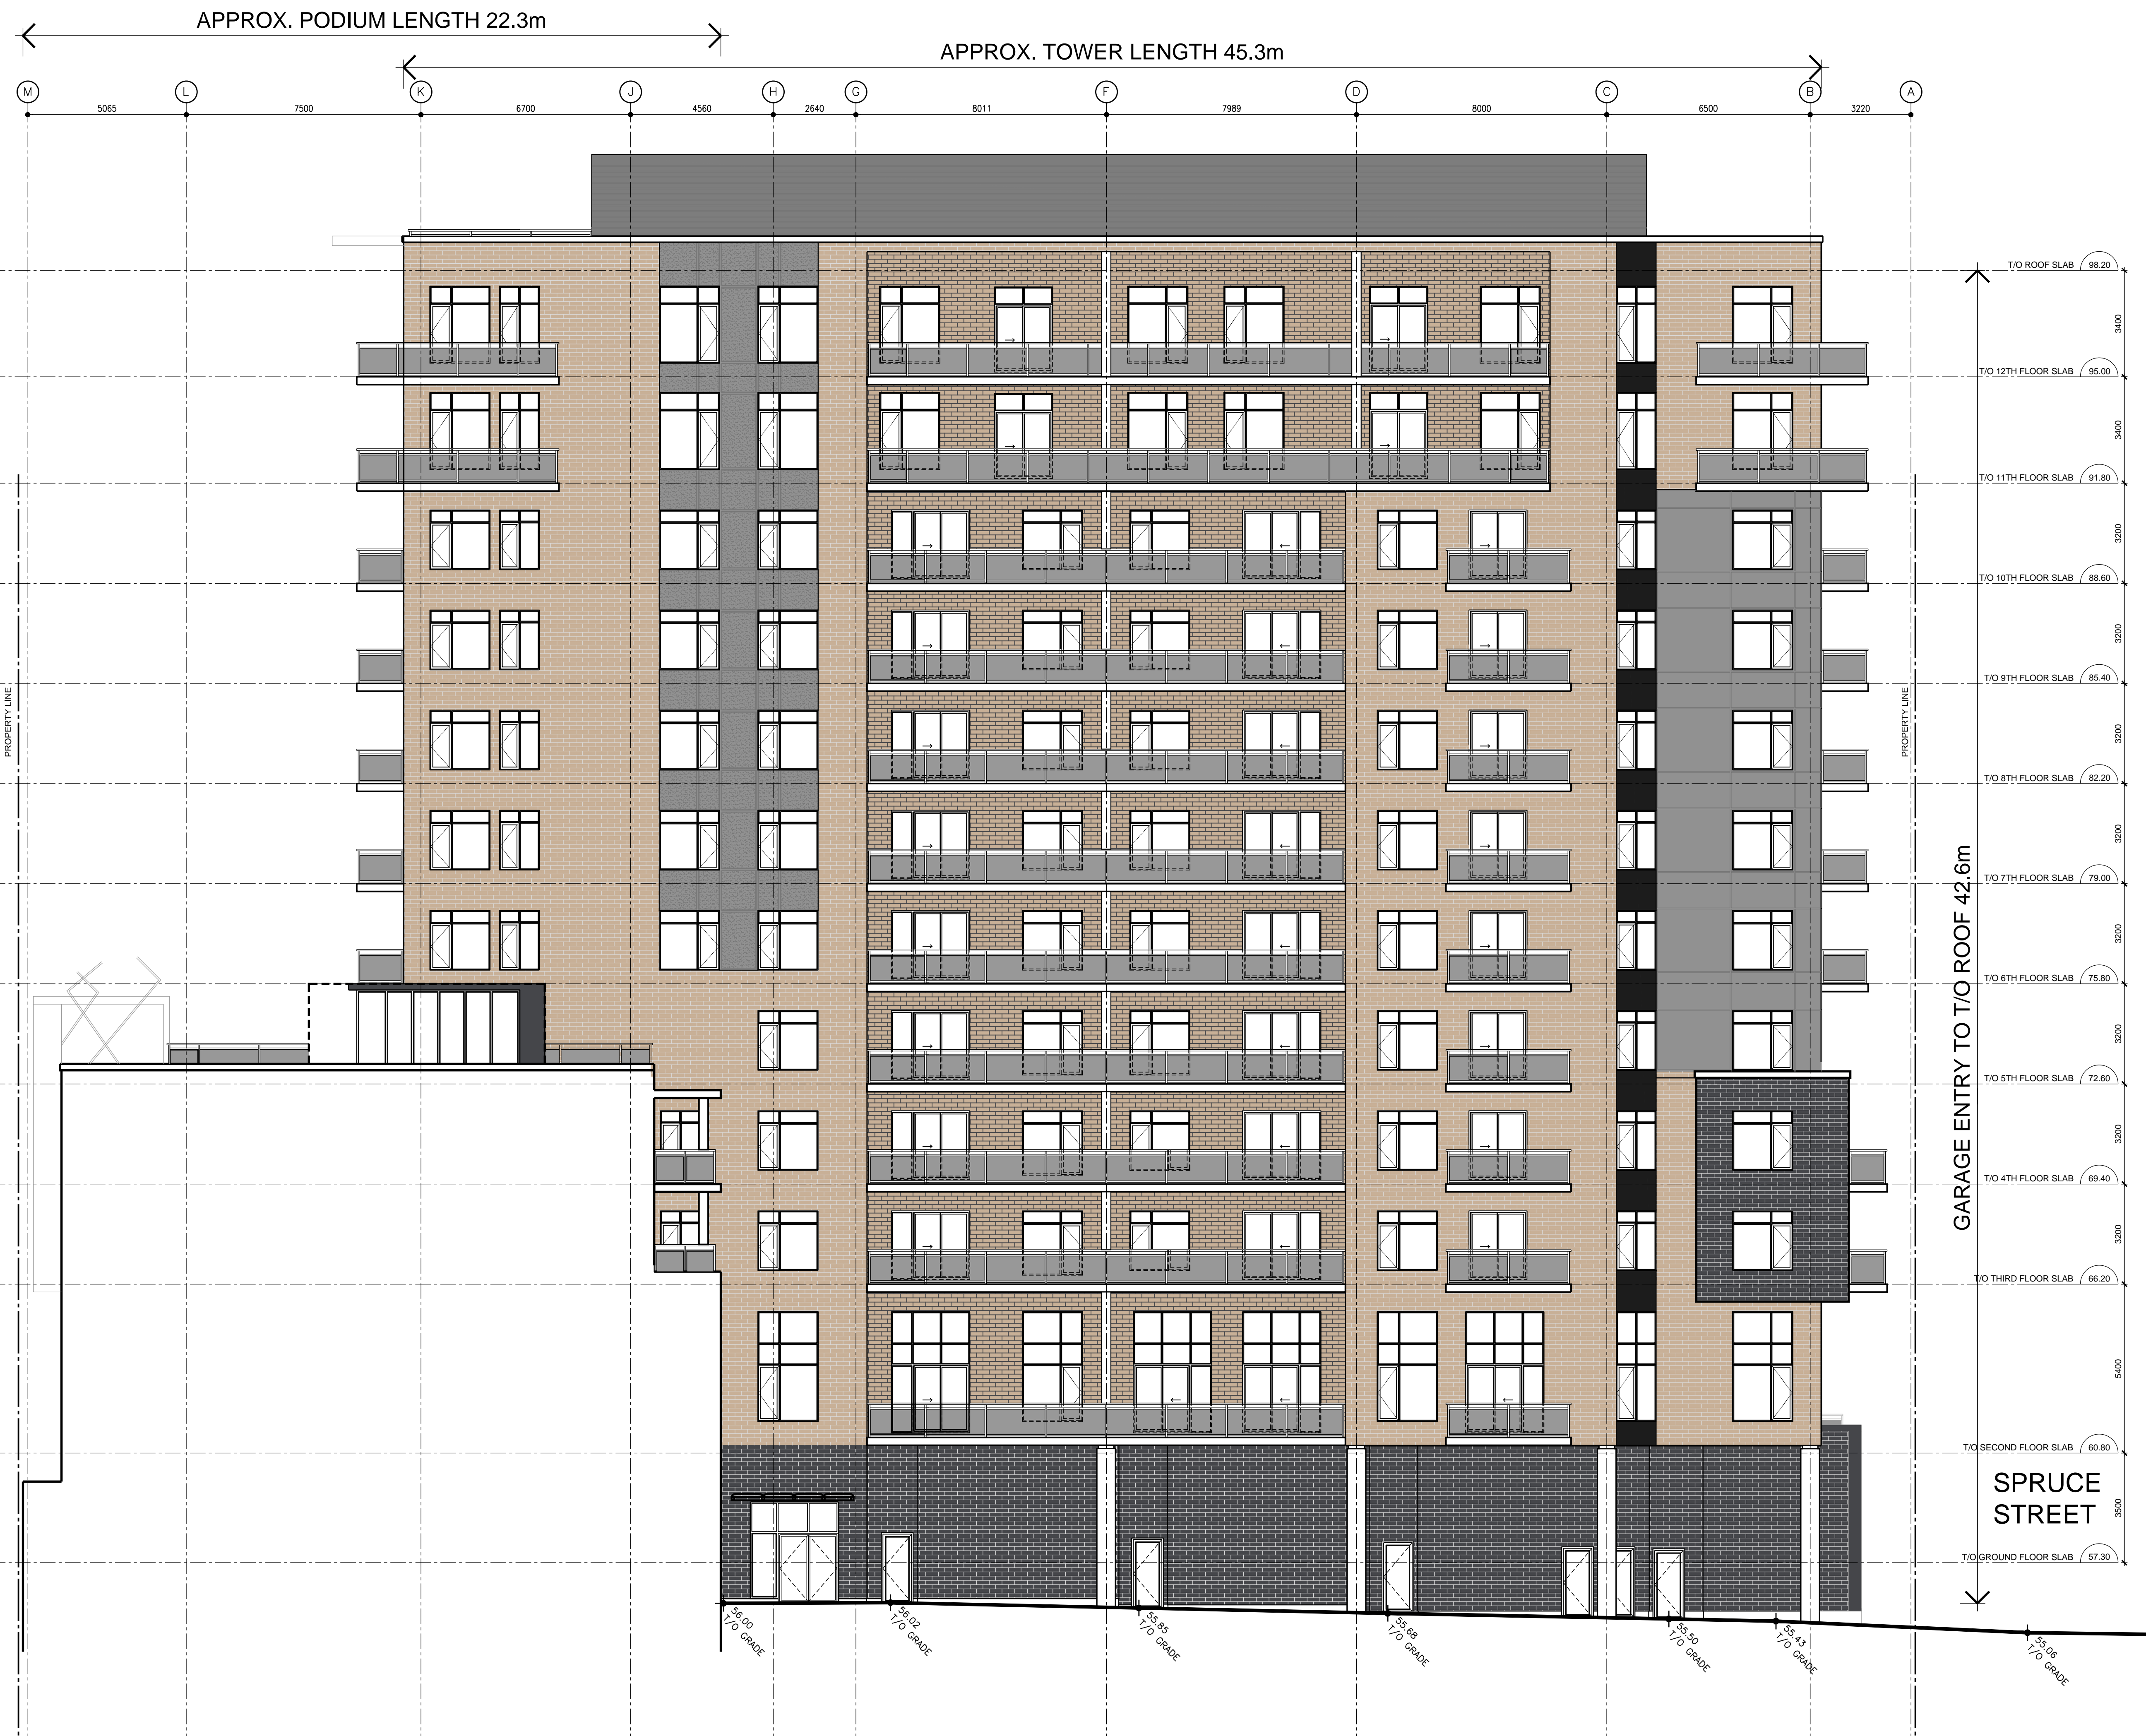 APPROX. PODIUM LENGTH 22.3m
APPROX. TOWER LENGTH 45.3m
M L K J H G F D C B A
5065 7500 6700 4560 2640 8011 7989 8000 6500 3220
T/O ROOF SLAB 98.20
3400
T/O 12TH FLOOR SLAB 95.00
3400
T/O 11TH FLOOR SLAB 91.80
3200
T/O 10TH FLOOR SLAB 88.60
3200
T/O 9TH FLOOR SLAB 85.40
3200
T/O 8TH FLOOR SLAB 82.20
3200
T/O 7TH FLOOR SLAB 79.00
3200
T/O 6TH FLOOR SLAB 75.80
3200
T/O 5TH FLOOR SLAB 72.60
3200
T/O 4TH FLOOR SLAB 69.40
3200
T/O THIRD FLOOR SLAB 66.20
5400
T/O SECOND FLOOR SLAB 60.80
3500
T/O GROUND FLOOR SLAB 57.30
PROPERTY LINE
PROPERTY LINE
GARAGE ENTRY TO T/O ROOF 42.6m
SPRUCE
STREET
56.00
T/O GRADE
56.02
T/O GRADE
55.85
T/O GRADE
55.68
T/O GRADE
55.50
T/O GRADE
55.43
T/O GRADE
55.06
T/O GRADE